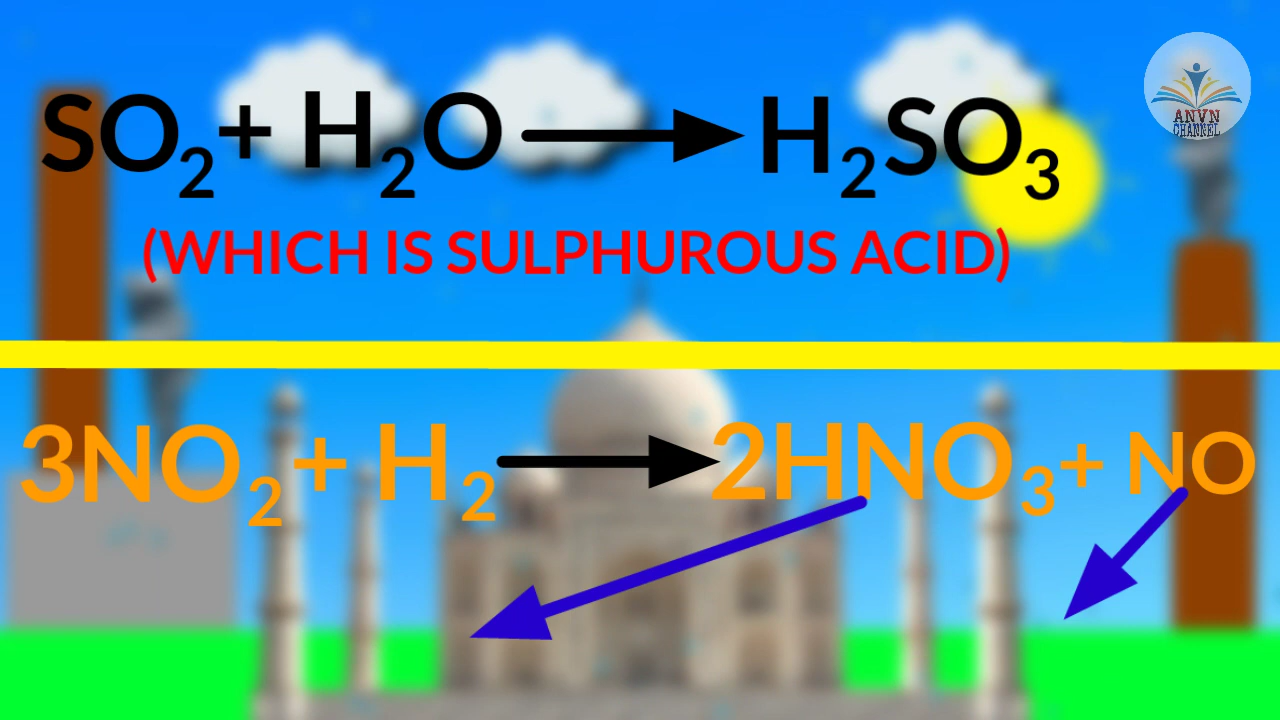 SO₂ + H₂O → H₂SO₃
(WHICH IS SULPHUROUS ACID)
3NO₂ + H₂ → 2HNO₃ + NO
ANVN
CHANNEL